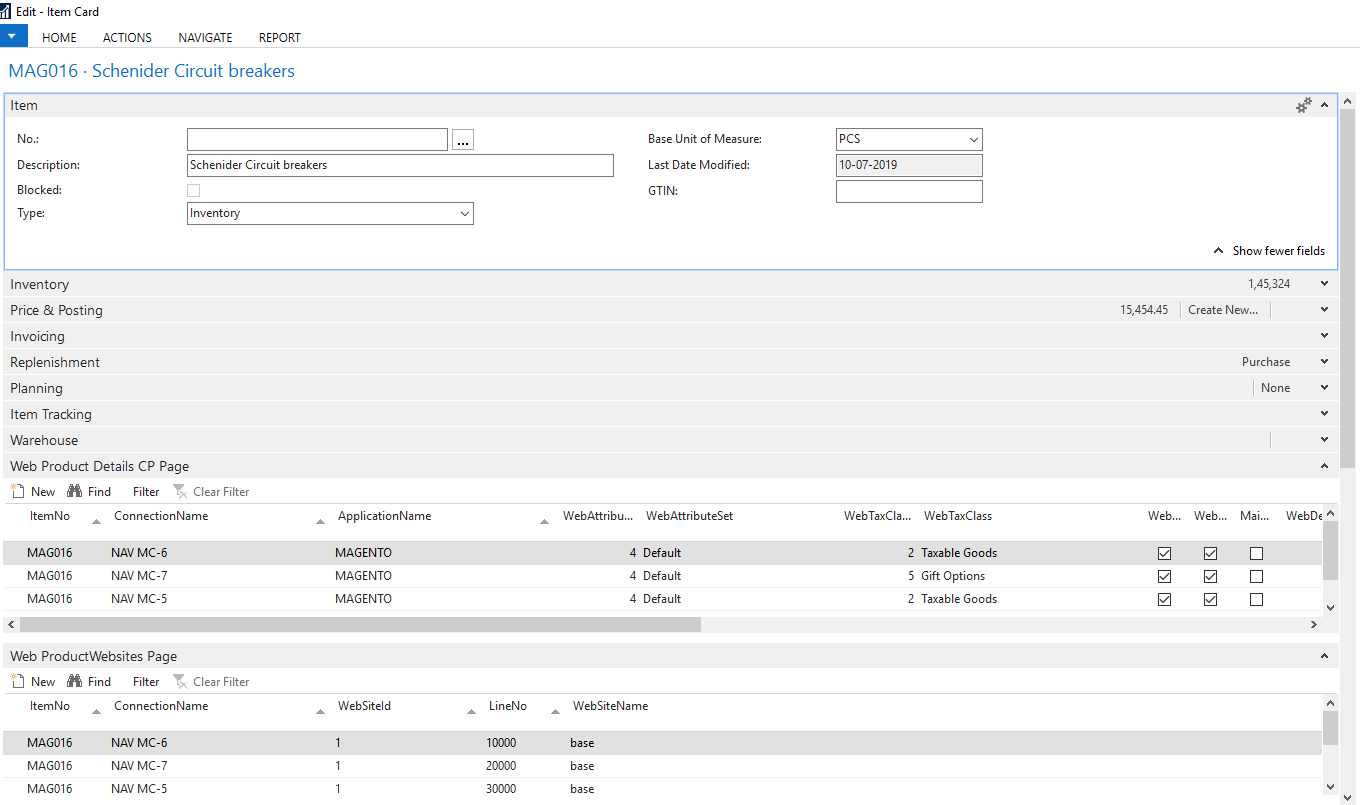 Edit - Item Card
HOME ACTIONS NAVIGATE REPORT
MAG016 · Schenider Circuit breakers
Item
No.: ... Base Unit of Measure: PCS
Description: Schenider Circuit breakers Last Date Modified: 10-07-2019
Blocked: GTIN:
Type: Inventory
Show fewer fields
Inventory 1,45,324
Price & Posting 15,454.45 Create New...
Invoicing
Replenishment Purchase
Planning None
Item Tracking
Warehouse
Web Product Details CP Page
New Find Filter Clear Filter
ItemNo ConnectionName ApplicationName WebAttribu... WebAttributeSet WebTaxCla... WebTaxClass Web... Web... Mai... WebDe
MAG016 NAV MC-6 MAGENTO 4 Default 2 Taxable Goods
MAG016 NAV MC-7 MAGENTO 4 Default 5 Gift Options
MAG016 NAV MC-5 MAGENTO 4 Default 2 Taxable Goods
Web ProductWebsites Page
New Find Filter Clear Filter
ItemNo ConnectionName WebSiteId LineNo WebSiteName
MAG016 NAV MC-6 1 10000 base
MAG016 NAV MC-7 1 20000 base
MAG016 NAV MC-5 1 30000 base